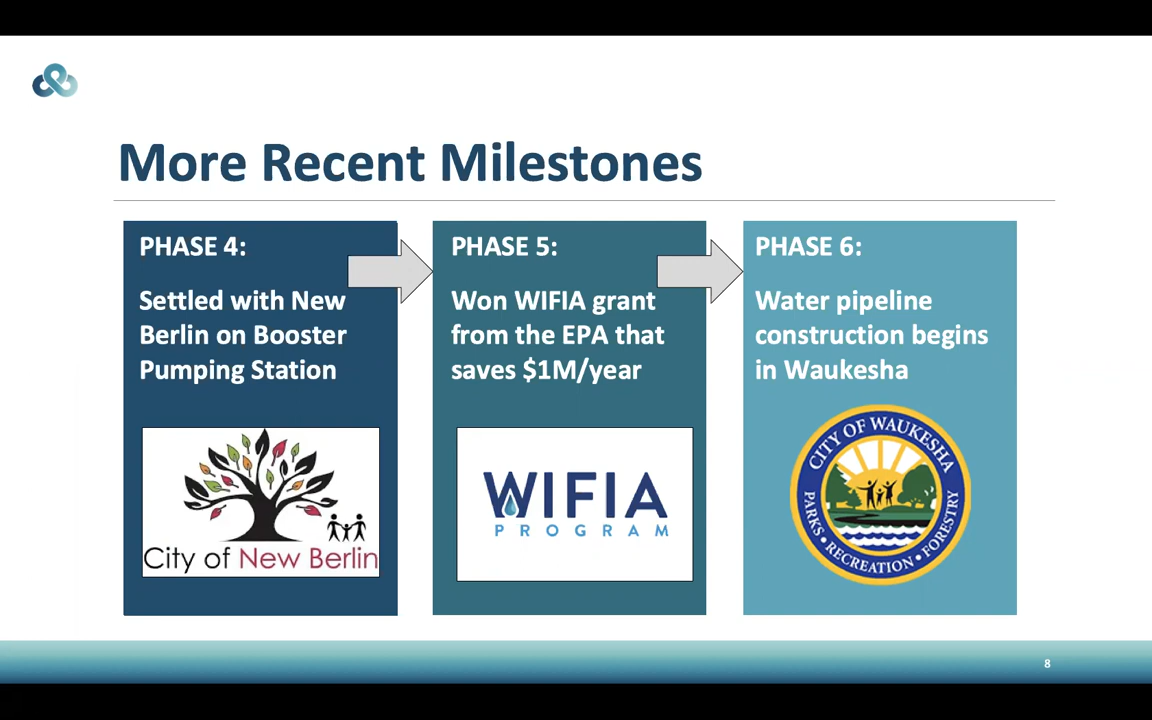 More Recent Milestones
PHASE 4:
Settled with New
Berlin on Booster
Pumping Station
City of New Berlin
PHASE 5:
Won WIFIA grant
from the EPA that
saves $1M/year
WIFIA
PROGRAM
PHASE 6:
Water pipeline
construction begins
in Waukesha
CITY OF WAUKESHA
PARKS • RECREATION • FORESTRY
8